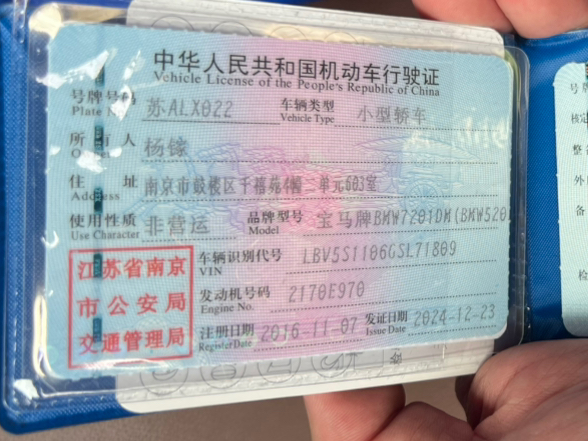 中华人民共和国机动车行驶证
Vehicle License of the People's Republic of China
号牌号码 苏ALX022 车辆类型 小型轿车
Plate No. Vehicle Type
所有人 杨
Owner
住址 南京市鼓楼区千禧苑4幢二单元603室
Address
使用性质 非营运 品牌型号 宝马牌BMW7201DM(BMW520
Use Character Model
江苏省南京市公安局交通管理局
车辆识别代号 LBV5S1106GSL71809
VIN
发动机号码 2170E970
Engine No.
注册日期 2016-11-07 发证日期 2024-12-23
Register Date Issue Date